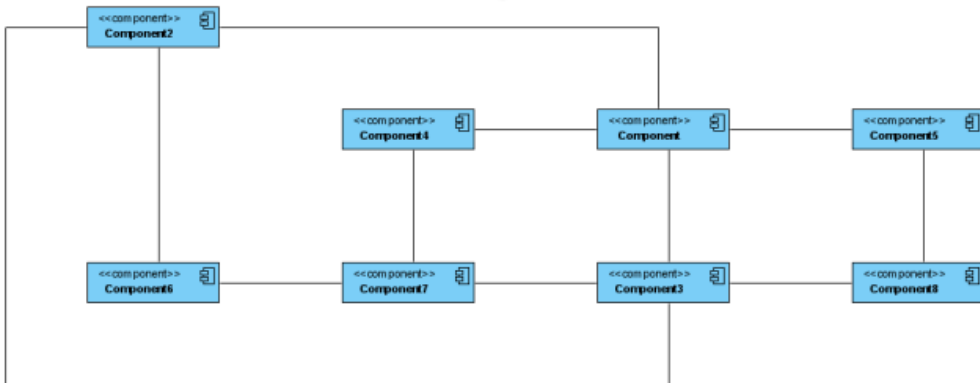 <<component>>
Component2
<<component>>
Component4
<<component>>
Component
<<component>>
Component5
<<component>>
Component6
<<component>>
Component7
<<component>>
Component3
<<component>>
Component8